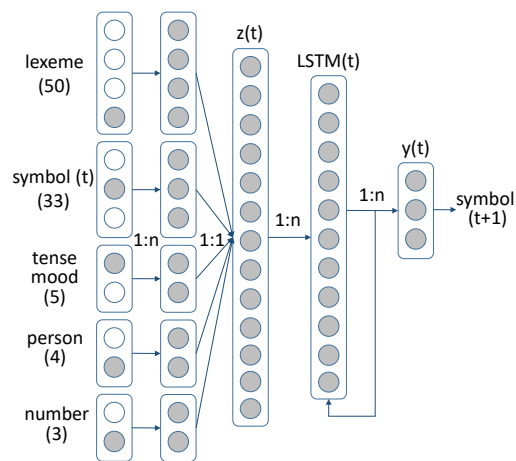 lexeme
(50)
symbol (t)
(33)
tense
mood
(5)
person
(4)
number
(3)
1:n
1:1
z(t)
1:n
LSTM(t)
1:n
y(t)
symbol
(t+1)